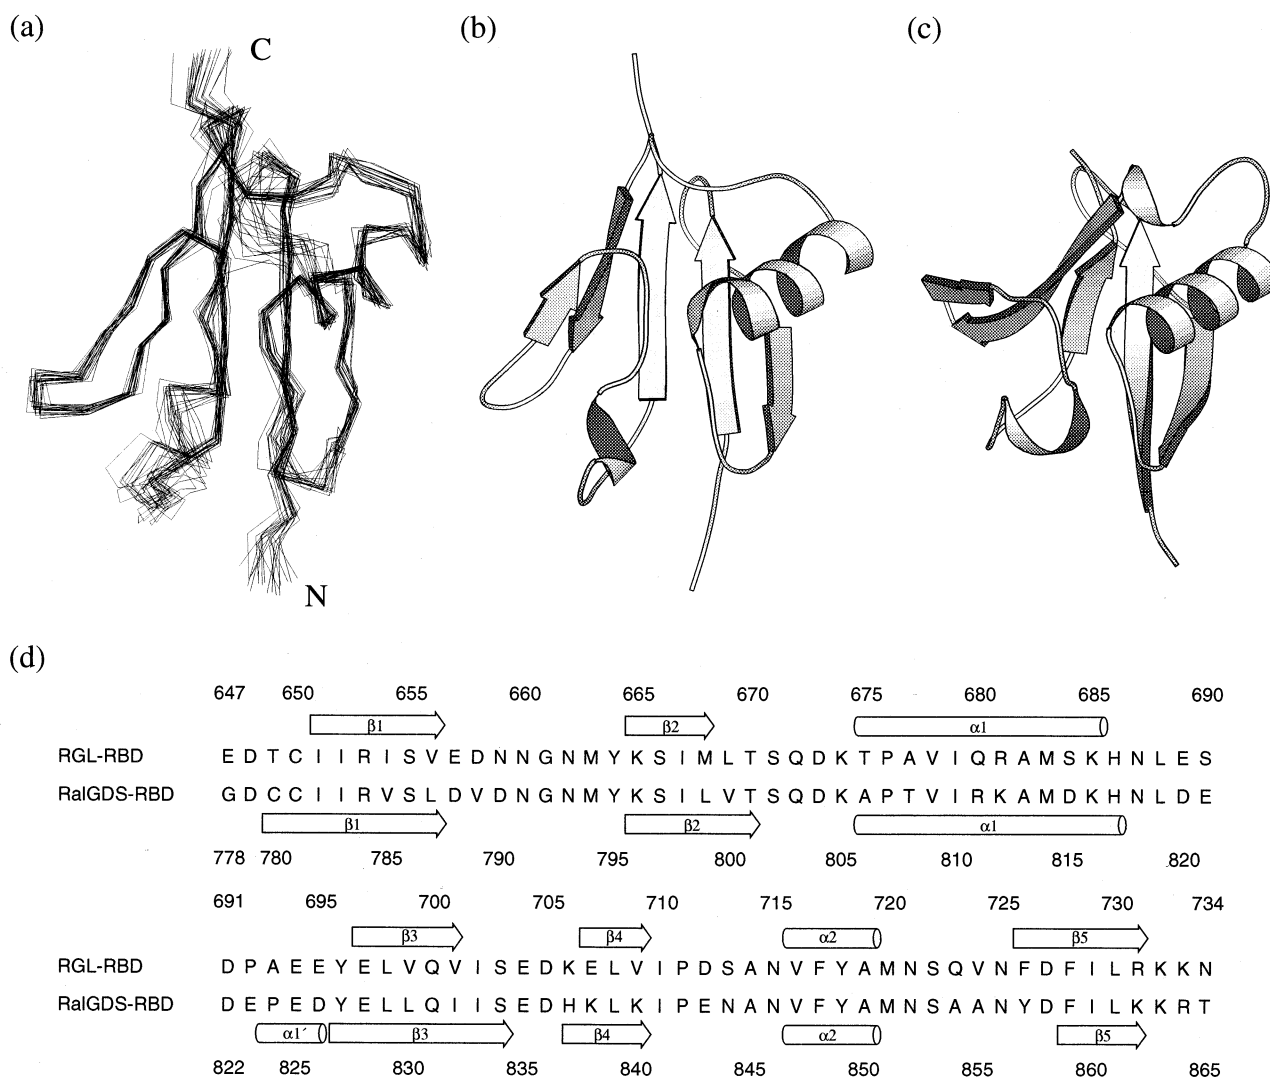 (a)
(b)
(c)
C
N
(d)
647 650 655 660 665 670 675 680 685 690
β1 β2 α1
RGL-RBD E D T C I I R I S V E D N N G N M Y K S I M L T S Q D K T P A V I Q R A M S K H N L E S
RalGDS-RBD G D C C I I R V S L D V D N G N M Y K S I L V T S Q D K A P T V I R K A M D K H N L D E
β1 β2 α1
778 780 785 790 795 800 805 810 815 820
691 695 700 705 710 715 720 725 730 734
β3 β4 α2 β5
RGL-RBD D P A E E Y E L V Q V I S E D K E L V I P D S A N V F Y A M N S Q V N F D F I L R K K N
RalGDS-RBD D E P E D Y E L L Q I I S E D H K L K I P E N A N V F Y A M N S A A N Y D F I L K K R T
α1´ β3 β4 α2 β5
822 825 830 835 840 845 850 855 860 865